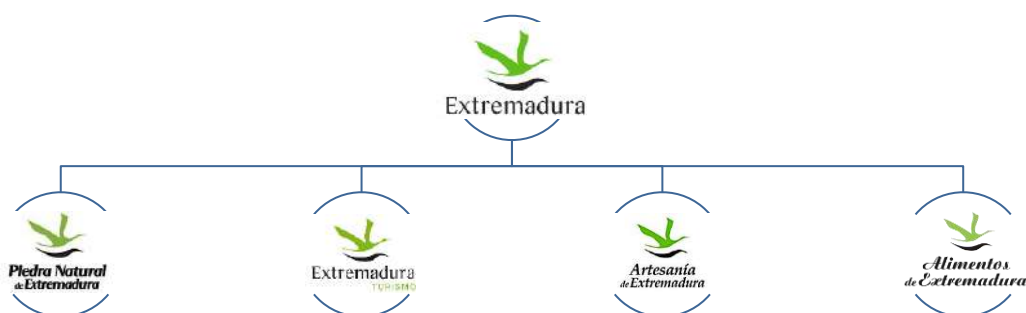 Extremadura
Piedra Natural
de Extremadura
Extremadura
TURISMO
Artesanía
de Extremadura
Alimentos
de Extremadura